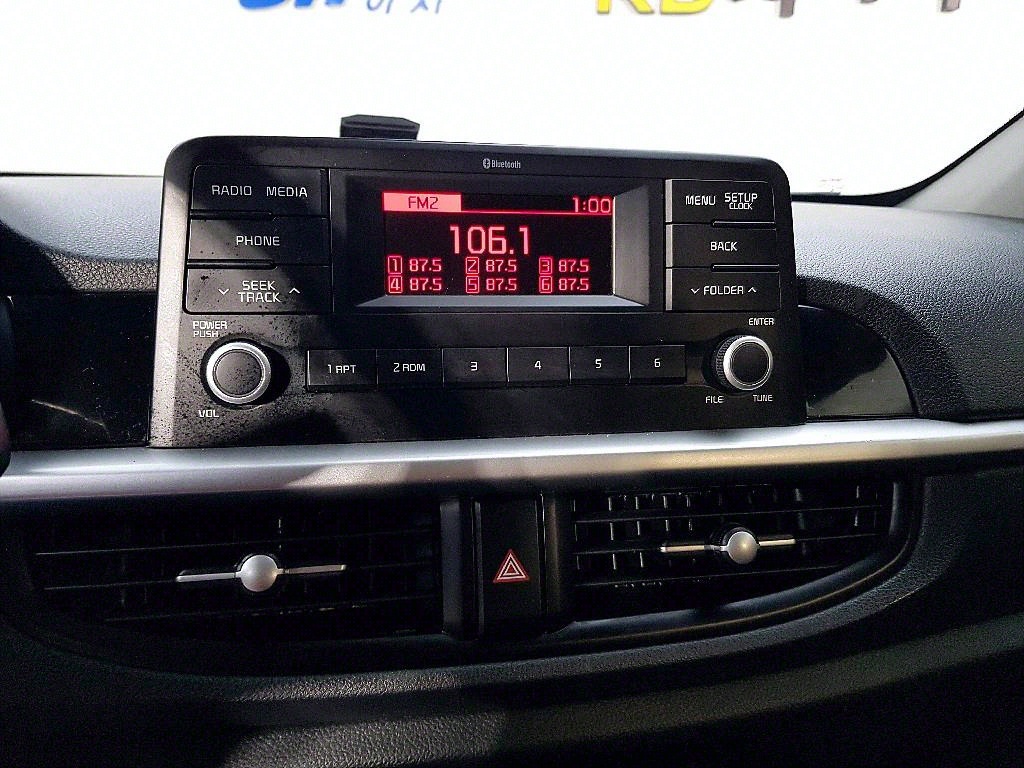 Bluetooth
RADIO MEDIA
PHONE
SEEK
TRACK
FM2 1:00
106.1
1 87.5 2 87.5 3 87.5
4 87.5 5 87.5 6 87.5
MENU SETUP
CLOCK
BACK
FOLDER
POWER
PUSH
VOL
1 RPT 2 RDM 3 4 5 6
ENTER
FILE TUNE